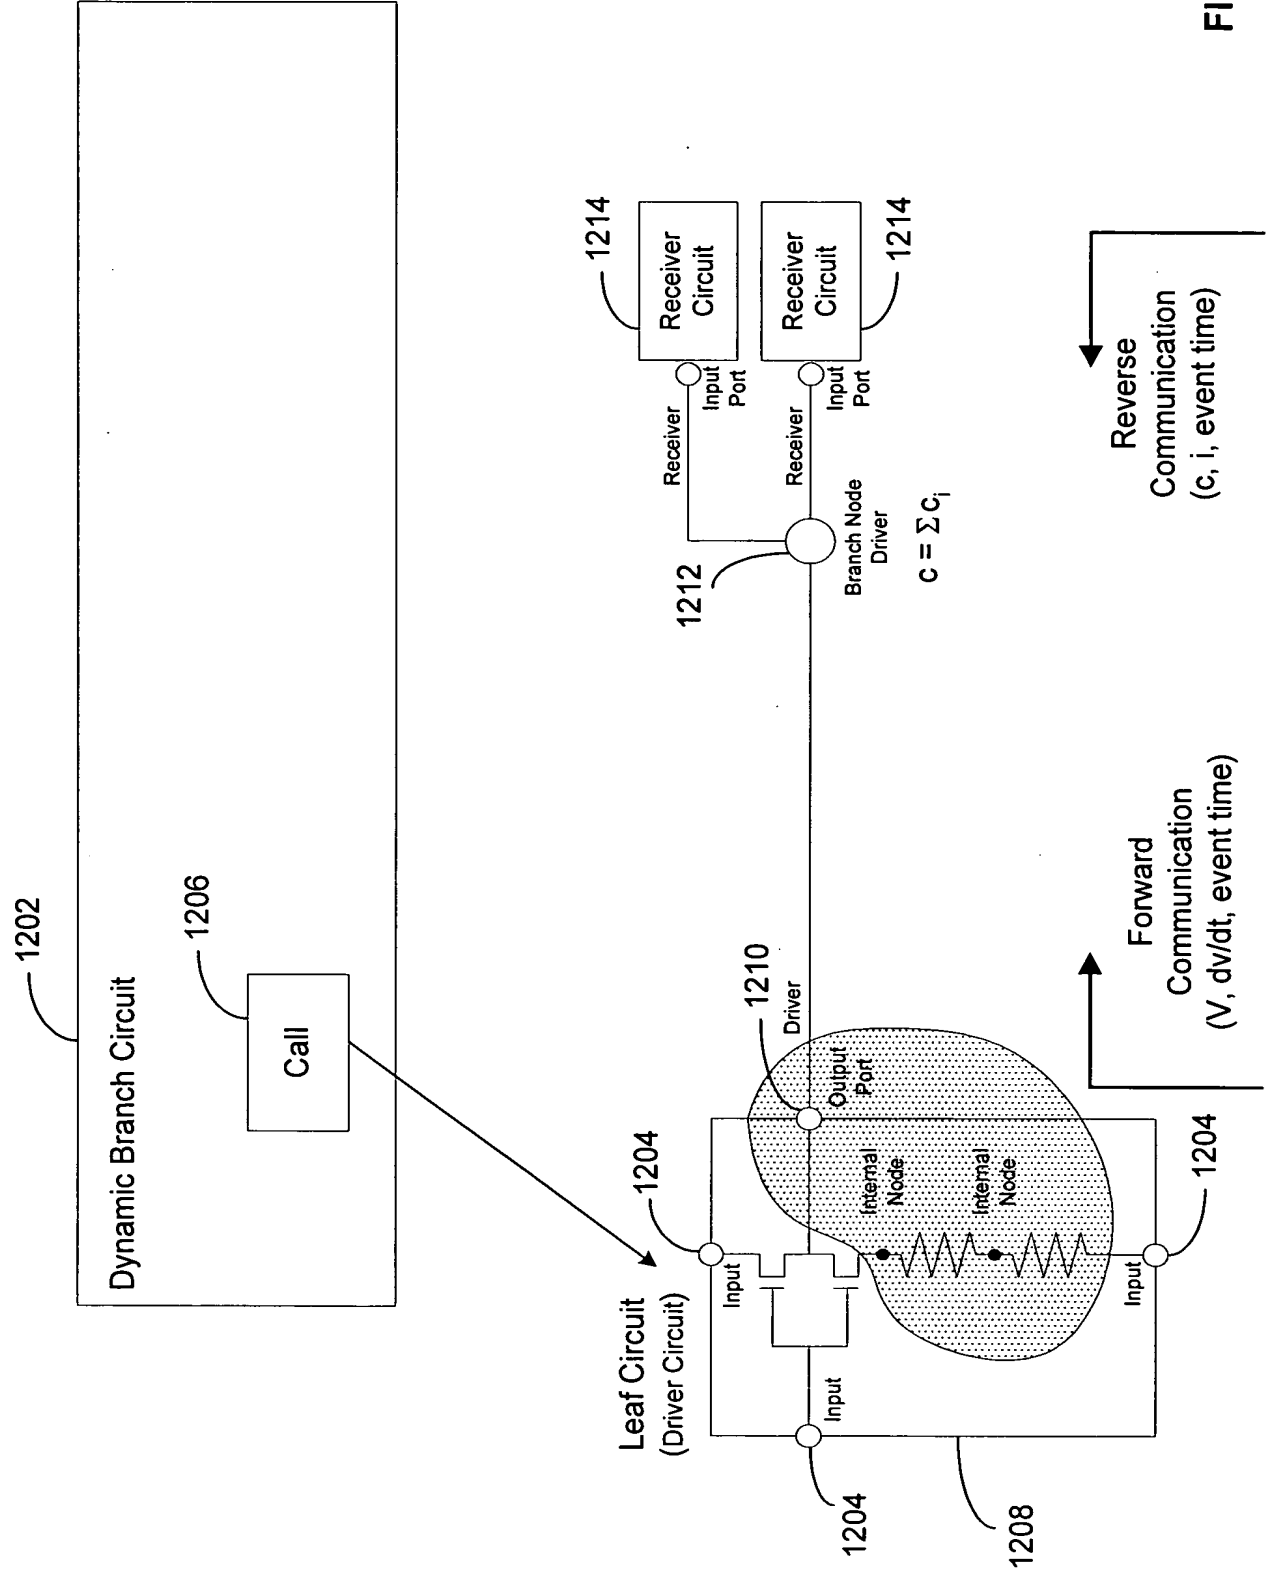 1202
Dynamic Branch Circuit
1206
Call
Leaf Circuit
(Driver Circuit)
1204
Input
1204
Input
1208
Input
1204
Internal
Node
Internal
Node
Output
Port
1210
Driver
1212
Branch Node
Driver
c = Σ cᵢ
Receiver
Input
Port
Receiver
Circuit
1214
Receiver
Input
Port
Receiver
Circuit
1214
Forward
Communication
(V, dv/dt, event time)
Reverse
Communication
(c, i, event time)